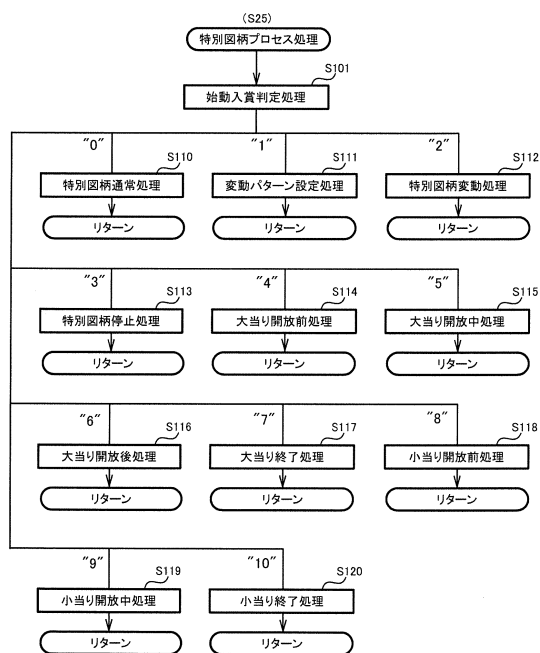 (S25)
特別図柄プロセス処理
S101
始動入賞判定処理
"0"
"1"
"2"
S110
S111
S112
特別図柄通常処理
変動パターン設定処理
特別図柄変動処理
リターン
リターン
リターン
"3"
"4"
"5"
S113
S114
S115
特別図柄停止処理
大当り開放前処理
大当り開放中処理
リターン
リターン
リターン
"6"
"7"
"8"
S116
S117
S118
大当り開放後処理
大当り終了処理
小当り開放前処理
リターン
リターン
リターン
"9"
"10"
S119
S120
小当り開放中処理
小当り終了処理
リターン
リターン